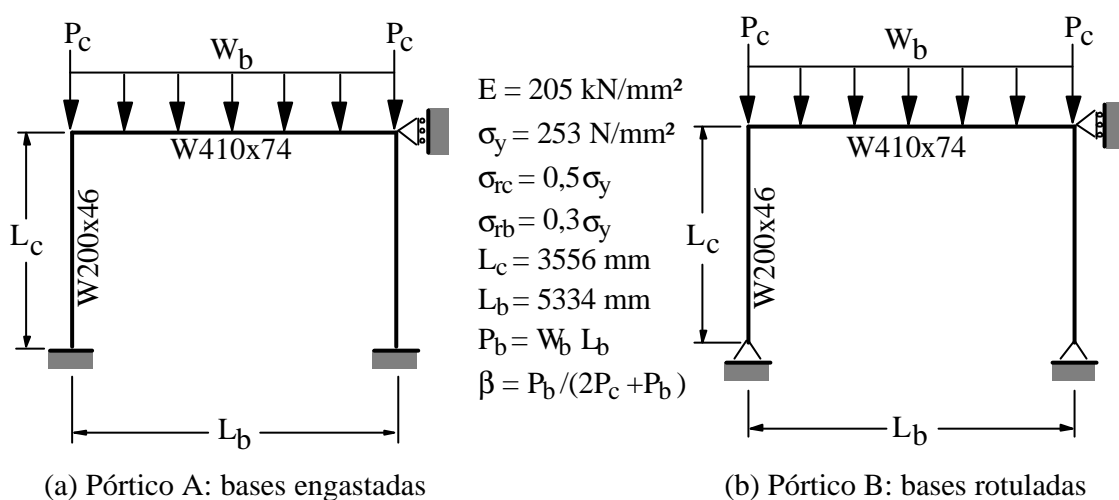 P_c
W_b
P_c
W410x74
L_c
W200x46
L_b
(a) Pórtico A: bases engastadas
E = 205 kN/mm²
σ_y = 253 N/mm²
σ_rc = 0,5σ_y
σ_rb = 0,3σ_y
L_c = 3556 mm
L_b = 5334 mm
P_b = W_b L_b
β = P_b /(2P_c +P_b )
P_c
W_b
P_c
W410x74
L_c
W200x46
L_b
(b) Pórtico B: bases rotuladas